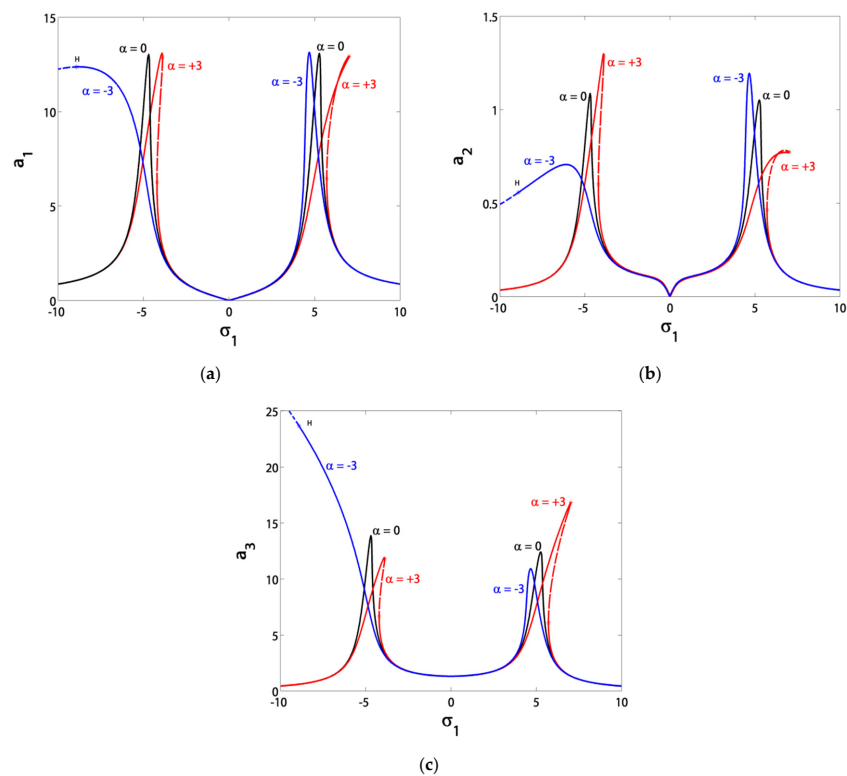 15
10
5
0
a1
H
α = -3
α = 0
α = +3
α = -3
α = 0
α = +3
-10
-5
0
5
10
σ1
(a)
1.5
1
0.5
0
a2
H
α = -3
α = 0
α = +3
α = -3
α = 0
α = +3
-10
-5
0
5
10
σ1
(b)
25
20
15
10
5
0
a3
H
α = -3
α = 0
α = +3
α = -3
α = 0
α = +3
-10
-5
0
5
10
σ1
(c)